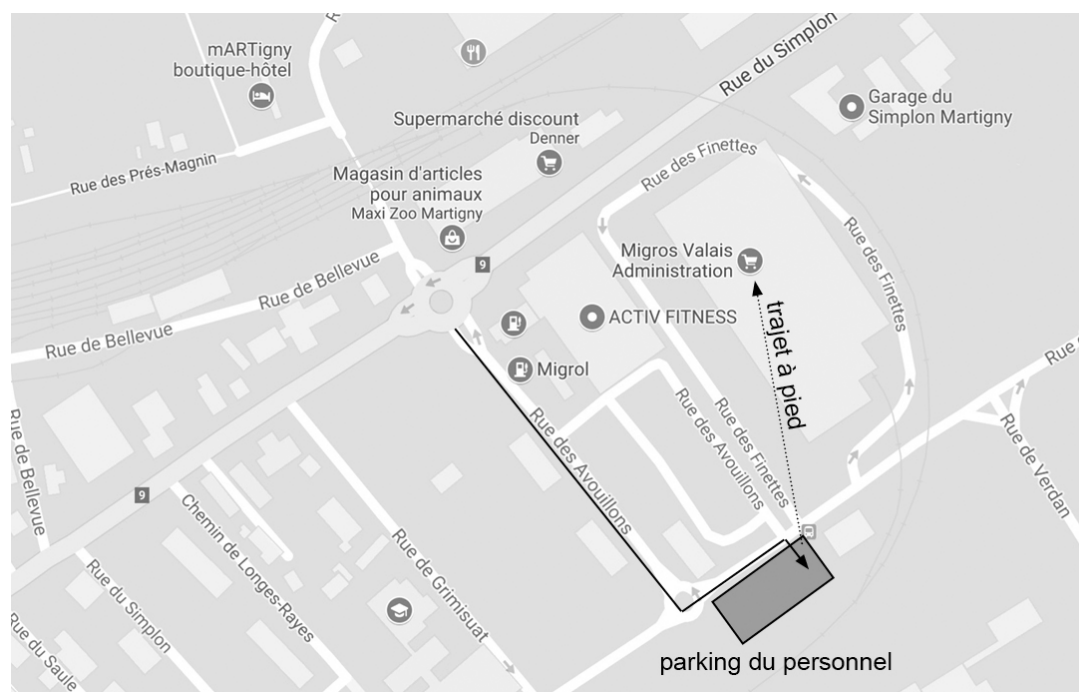 mARTigny
boutique-hôtel
Rue du Simplon
Garage du
Simplon Martigny
Supermarché discount
Denner
Rue des Prés-Magnin
Magasin d'articles
pour animaux
Maxi Zoo Martigny
Rue des Finettes
Rue des Finettes
Migros Valais
Administration
9
Rue de Bellevue
Rue de Bellevue
ACTIV FITNESS
trajet à pied
Migrol
Rue de Bellevue
Rue des Avouillons
Rue des Avouillons
Rue des Finettes
Rue de Verdan
9
Chemin de Longes-Rayes
Rue de Grimisuat
Rue du Simplon
Rue du Saule
parking du personnel